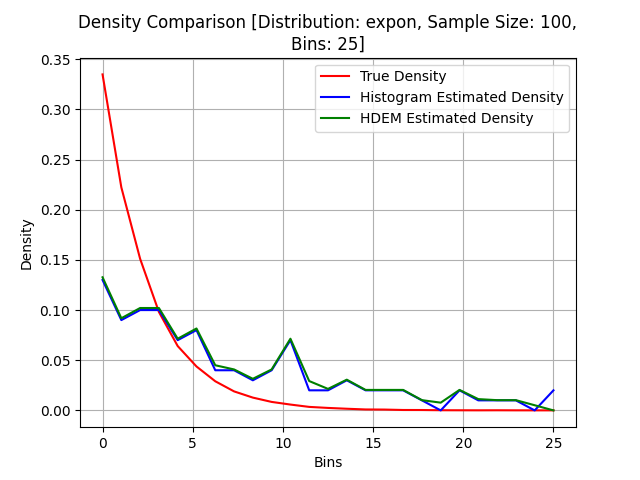 Density Comparison [Distribution: expon, Sample Size: 100,
Bins: 25]
0.35
0.30
0.25
0.20
0.15
0.10
0.05
0.00
Density
True Density
Histogram Estimated Density
HDEM Estimated Density
0 5 10 15 20 25
Bins